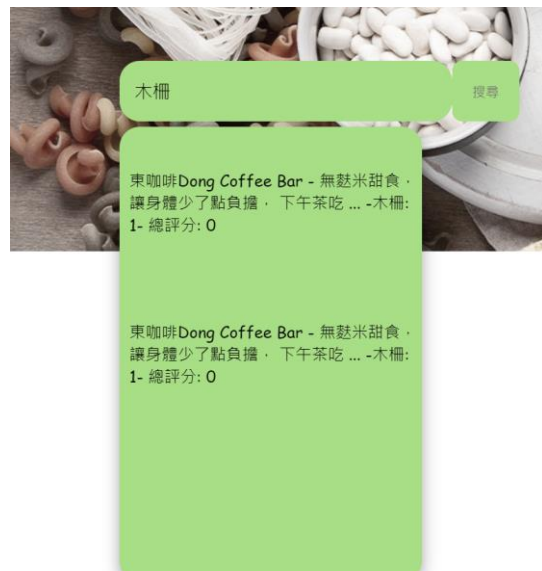 木柵
搜尋
東咖啡Dong Coffee Bar - 無麩米甜食，
讓身體少了點負擔， 下午茶吃 ... -木柵:
1- 總評分: 0
東咖啡Dong Coffee Bar - 無麩米甜食，
讓身體少了點負擔， 下午茶吃 ... -木柵:
1- 總評分: 0